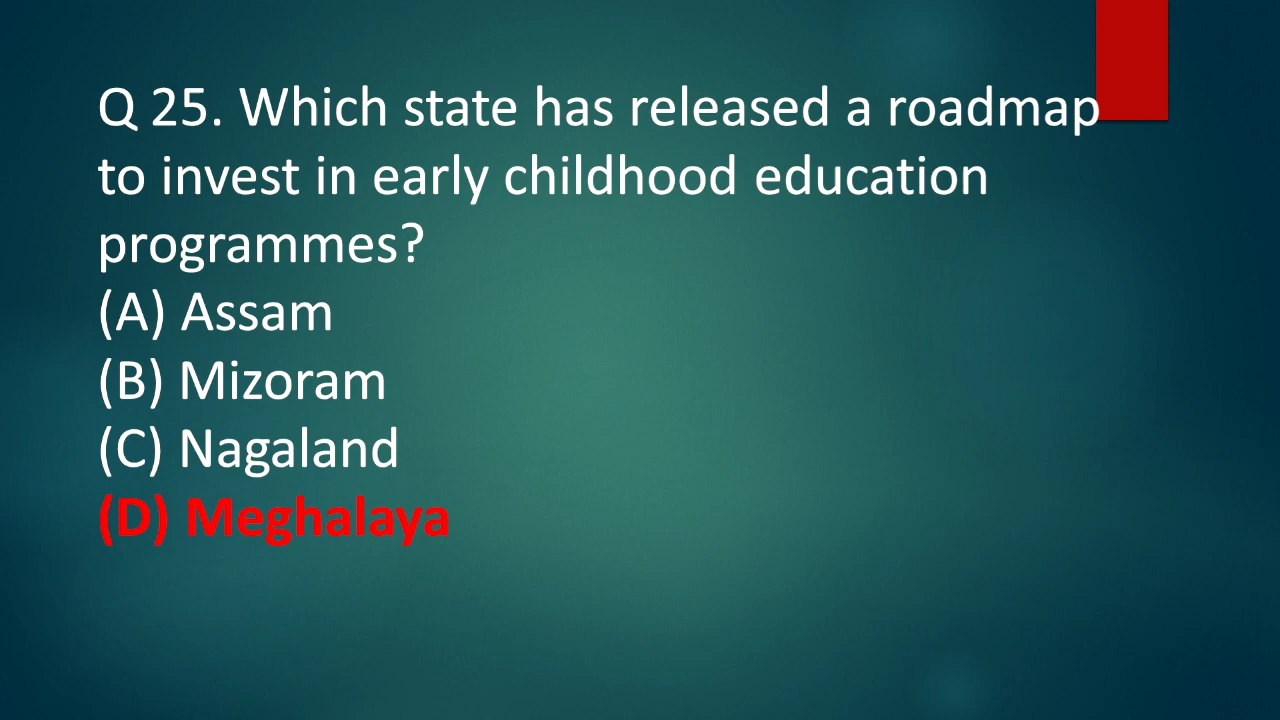 Q 25. Which state has released a roadmap
to invest in early childhood education
programmes?
(A) Assam
(B) Mizoram
(C) Nagaland
(D) Meghalaya